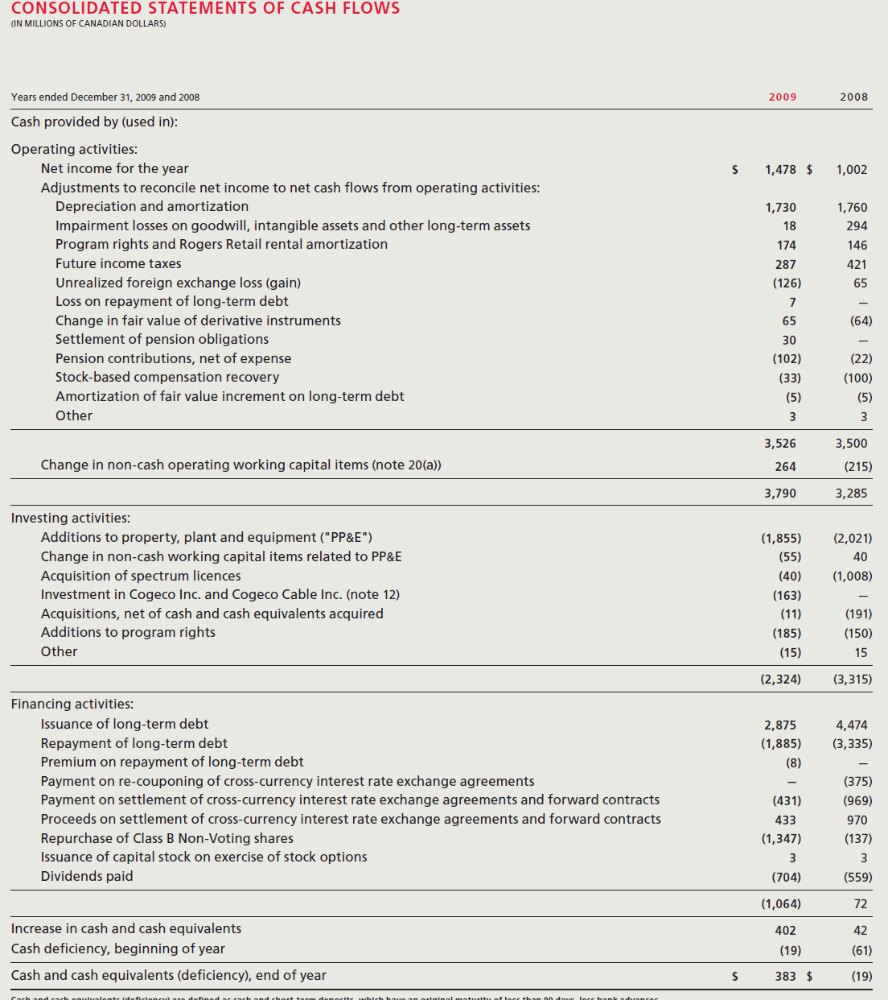 CONSOLIDATED STATEMENTS OF CASH FLOWS
(IN MILLIONS OF CANADIAN DOLLARS)
Years ended December 31, 2009 and 2008 2009 2008
Cash provided by (used in):
Operating activities:
Net income for the year $ 1,478 $ 1,002
Adjustments to reconcile net income to net cash flows from operating activities:
Depreciation and amortization 1,730 1,760
Impairment losses on goodwill, intangible assets and other long-term assets 18 294
Program rights and Rogers Retail rental amortization 174 146
Future income taxes 287 421
Unrealized foreign exchange loss (gain) (126) 65
Loss on repayment of long-term debt 7 –
Change in fair value of derivative instruments 65 (64)
Settlement of pension obligations 30 –
Pension contributions, net of expense (102) (22)
Stock-based compensation recovery (33) (100)
Amortization of fair value increment on long-term debt (5) (5)
Other 3 3
3,526 3,500
Change in non-cash operating working capital items (note 20(a)) 264 (215)
3,790 3,285
Investing activities:
Additions to property, plant and equipment ("PP&E") (1,855) (2,021)
Change in non-cash working capital items related to PP&E (55) 40
Acquisition of spectrum licences (40) (1,008)
Investment in Cogeco Inc. and Cogeco Cable Inc. (note 12) (163) –
Acquisitions, net of cash and cash equivalents acquired (11) (191)
Additions to program rights (185) (150)
Other (15) 15
(2,324) (3,315)
Financing activities:
Issuance of long-term debt 2,875 4,474
Repayment of long-term debt (1,885) (3,335)
Premium on repayment of long-term debt (8) –
Payment on re-couponing of cross-currency interest rate exchange agreements – (375)
Payment on settlement of cross-currency interest rate exchange agreements and forward contracts (431) (969)
Proceeds on settlement of cross-currency interest rate exchange agreements and forward contracts 433 970
Repurchase of Class B Non-Voting shares (1,347) (137)
Issuance of capital stock on exercise of stock options 3 3
Dividends paid (704) (559)
(1,064) 72
Increase in cash and cash equivalents 402 42
Cash deficiency, beginning of year (19) (61)
Cash and cash equivalents (deficiency), end of year $ 383 $ (19)
Cash and cash equivalents (deficiency) are defined as cash and short-term deposits, which have an original maturity of less than 90 days, less bank advances.